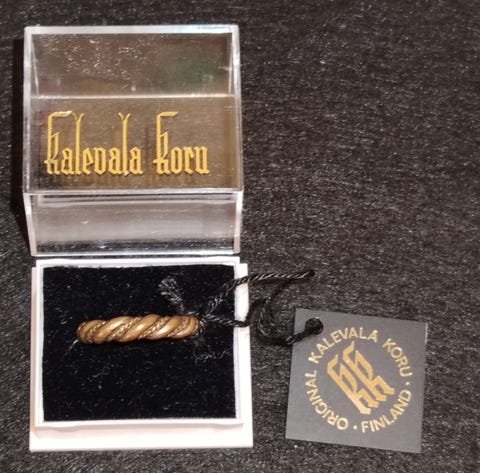 Kalevala Koru
ORIGINAL KALEVALA KORU • FINLAND •
KK